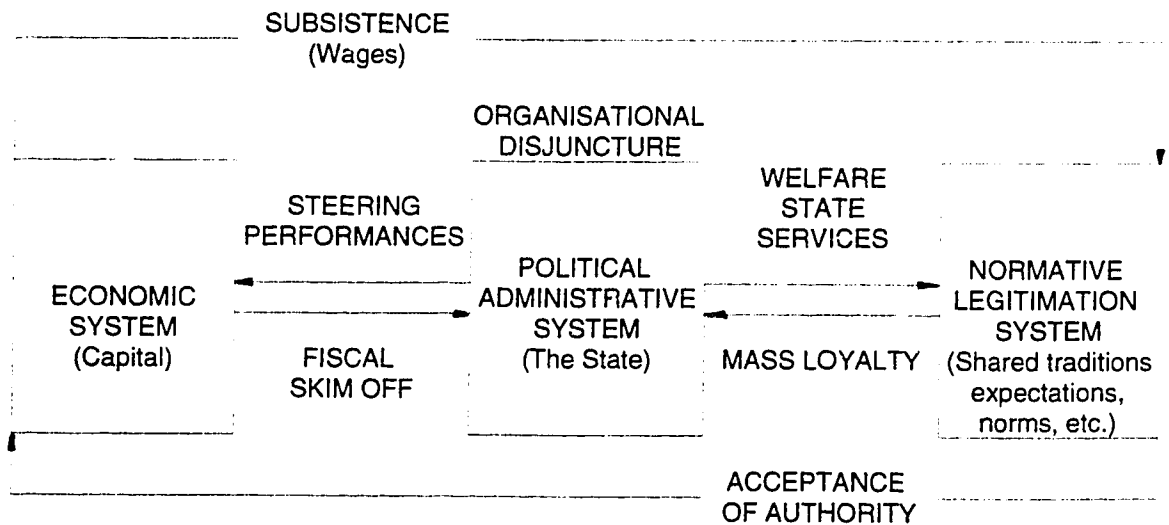 SUBSISTENCE
(Wages)
ORGANISATIONAL
DISJUNCTURE
STEERING
PERFORMANCES
WELFARE
STATE
SERVICES
ECONOMIC
SYSTEM
(Capital)
POLITICAL
ADMINISTRATIVE
SYSTEM
(The State)
NORMATIVE
LEGITIMATION
SYSTEM
(Shared traditions
expectations,
norms, etc.)
FISCAL
SKIM OFF
MASS LOYALTY
ACCEPTANCE
OF AUTHORITY